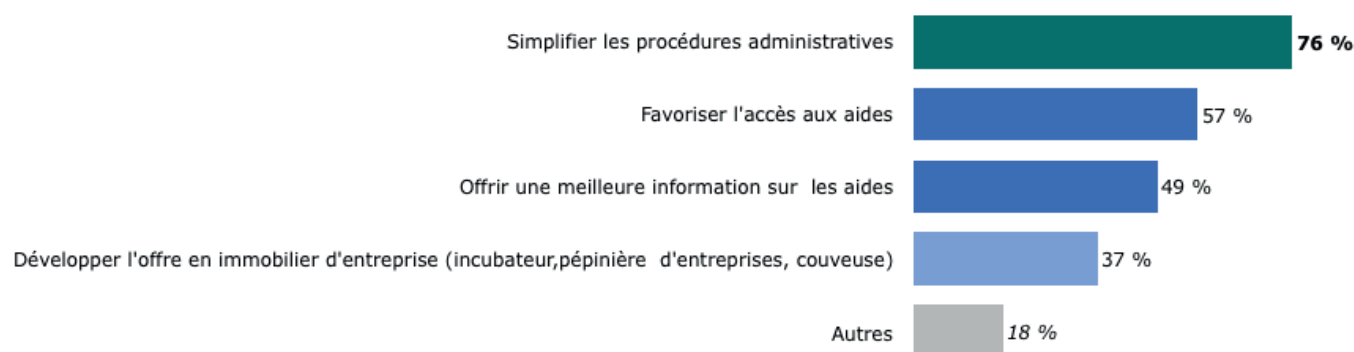 Simplifier les procédures administratives 76 %
Favoriser l'accès aux aides 57 %
Offrir une meilleure information sur  les aides 49 %
Développer l'offre en immobilier d'entreprise (incubateur,pépinière  d'entreprises, couveuse) 37 %
Autres 18 %